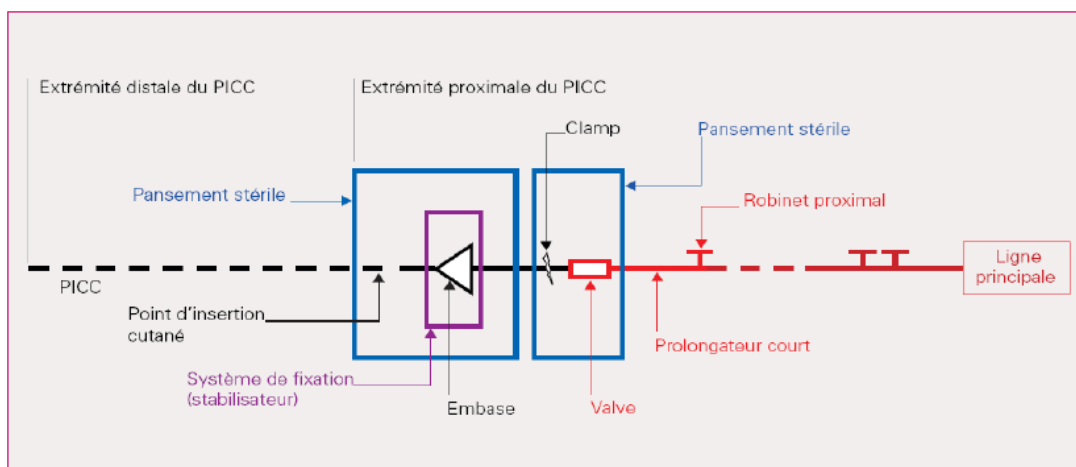 Extrémité distale du PICC
Extrémité proximale du PICC
Clamp
Pansement stérile
Pansement stérile
Robinet proximal
PICC
Ligne
principale
Point d'insertion
cutané
Prolongateur court
Système de fixation
(stabilisateur)
Embase
Valve